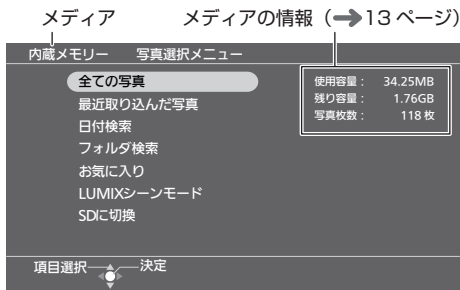 メディア　メディアの情報（➔13 ページ）
内蔵メモリー　写真選択メニュー
全ての写真
最近取り込んだ写真
日付検索
フォルダ検索
お気に入り
LUMIXシーンモード
SDに切換
使用容量：　34.25MB
残り容量：　1.76GB
写真枚数：　118 枚
項目選択　決定